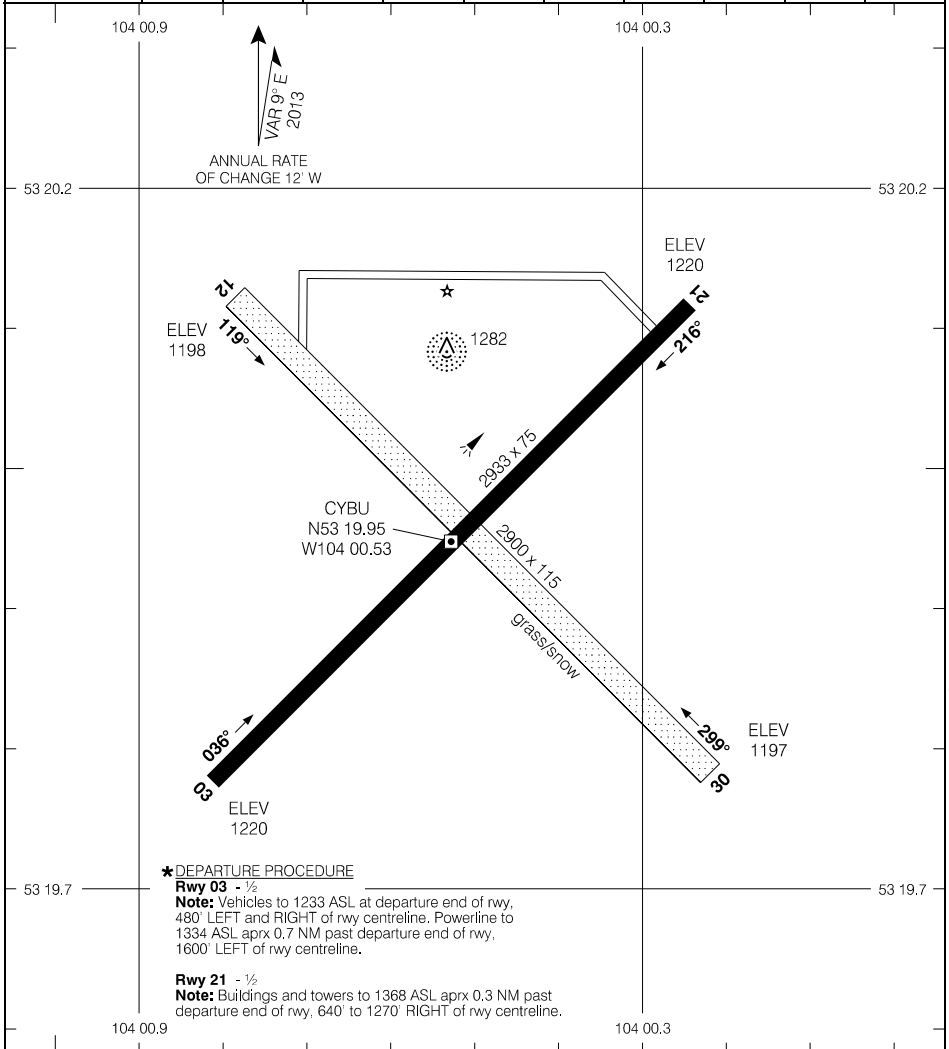 104 00.9
104 00.3
VAR 9° E
2013
ANNUAL RATE
OF CHANGE 12' W
53 20.2
53 20.2
ELEV
1220
21
216°
12
ELEV
1198
119°
1282
2933 x 75
CYBU
N53 19.95
W104 00.53
2900 x 115
grass/snow
036°
03
ELEV
1220
299°
ELEV
1197
30
* DEPARTURE PROCEDURE
53 19.7
53 19.7
Rwy 03 - ½
Note: Vehicles to 1233 ASL at departure end of rwy,
480' LEFT and RIGHT of rwy centreline. Powerline to
1334 ASL aprx 0.7 NM past departure end of rwy,
1600' LEFT of rwy centreline.
Rwy 21 - ½
Note: Buildings and towers to 1368 ASL aprx 0.3 NM past
departure end of rwy, 640' to 1270' RIGHT of rwy centreline.
104 00.9
104 00.3